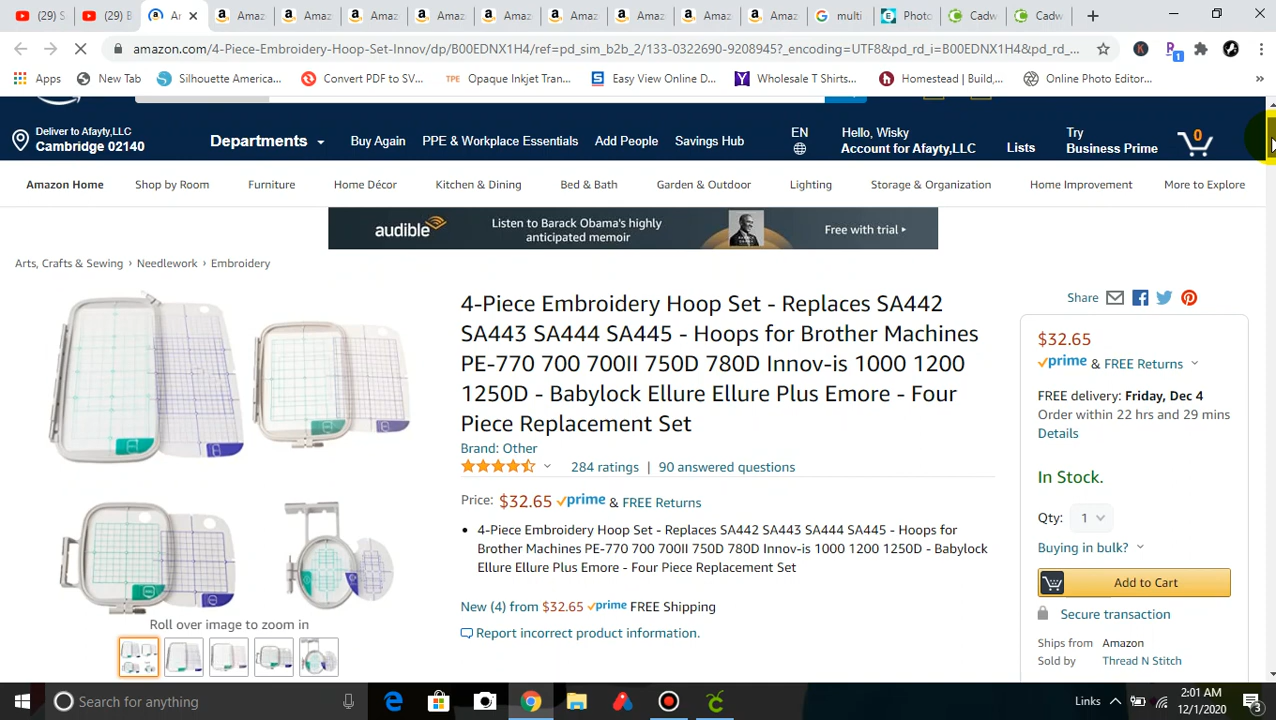 (29) S
(29) B
Ar
Amaz
Amaz
Amaz
Amaz
Amaz
Amaz
Amaz
Amaz
Amaz
multi
Photo
Cadw
Cadw
amazon.com/4-Piece-Embroidery-Hoop-Set-Innov/dp/B00EDNX1H4/ref=pd_sim_b2b_2/133-0322690-9208945?_encoding=UTF8&pd_rd_i=B00EDNX1H4&pd_rd_...
K
1
Apps
New Tab
Silhouette America...
Convert PDF to SV...
TPE Opaque Inkjet Tran...
Easy View Online D...
Wholesale T Shirts...
Homestead | Build,...
Online Photo Editor...
»
Deliver to Afayty,LLC
Cambridge 02140
Departments
Buy Again
PPE & Workplace Essentials
Add People
Savings Hub
EN
Hello, Wisky
Account for Afayty,LLC
Lists
Try
Business Prime
0
Amazon Home
Shop by Room
Furniture
Home Décor
Kitchen & Dining
Bed & Bath
Garden & Outdoor
Lighting
Storage & Organization
Home Improvement
More to Explore
audible
Listen to Barack Obama's highly
anticipated memoir
Free with trial ▸
Arts, Crafts & Sewing › Needlework › Embroidery
4-Piece Embroidery Hoop Set - Replaces SA442
SA443 SA444 SA445 - Hoops for Brother Machines
PE-770 700 700II 750D 780D Innov-is 1000 1200
1250D - Babylock Ellure Ellure Plus Emore - Four
Piece Replacement Set
Brand: Other
284 ratings | 90 answered questions
Price: $32.65 prime & FREE Returns
• 4-Piece Embroidery Hoop Set - Replaces SA442 SA443 SA444 SA445 - Hoops for
Brother Machines PE-770 700 700II 750D 780D Innov-is 1000 1200 1250D - Babylock
Ellure Ellure Plus Emore - Four Piece Replacement Set
New (4) from $32.65 prime FREE Shipping
Report incorrect product information.
Roll over image to zoom in
Share
$32.65
prime & FREE Returns
FREE delivery: Friday, Dec 4
Order within 22 hrs and 29 mins
Details
In Stock.
Qty: 1
Buying in bulk?
Add to Cart
Secure transaction
Ships from Amazon
Sold by Thread N Stitch
Search for anything
Links
2:01 AM
12/1/2020
3